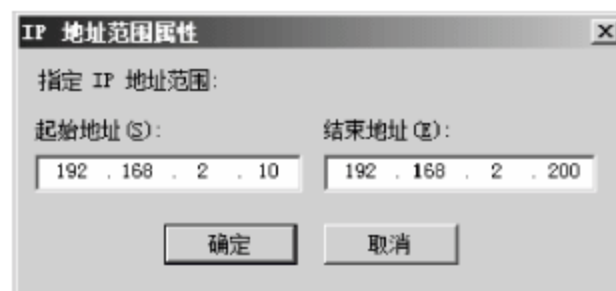 IP 地址范围属性
指定 IP 地址范围:
起始地址(S): 结束地址(E):
192 . 168 . 2 . 10 192 . 168 . 2 . 200
确定 取消